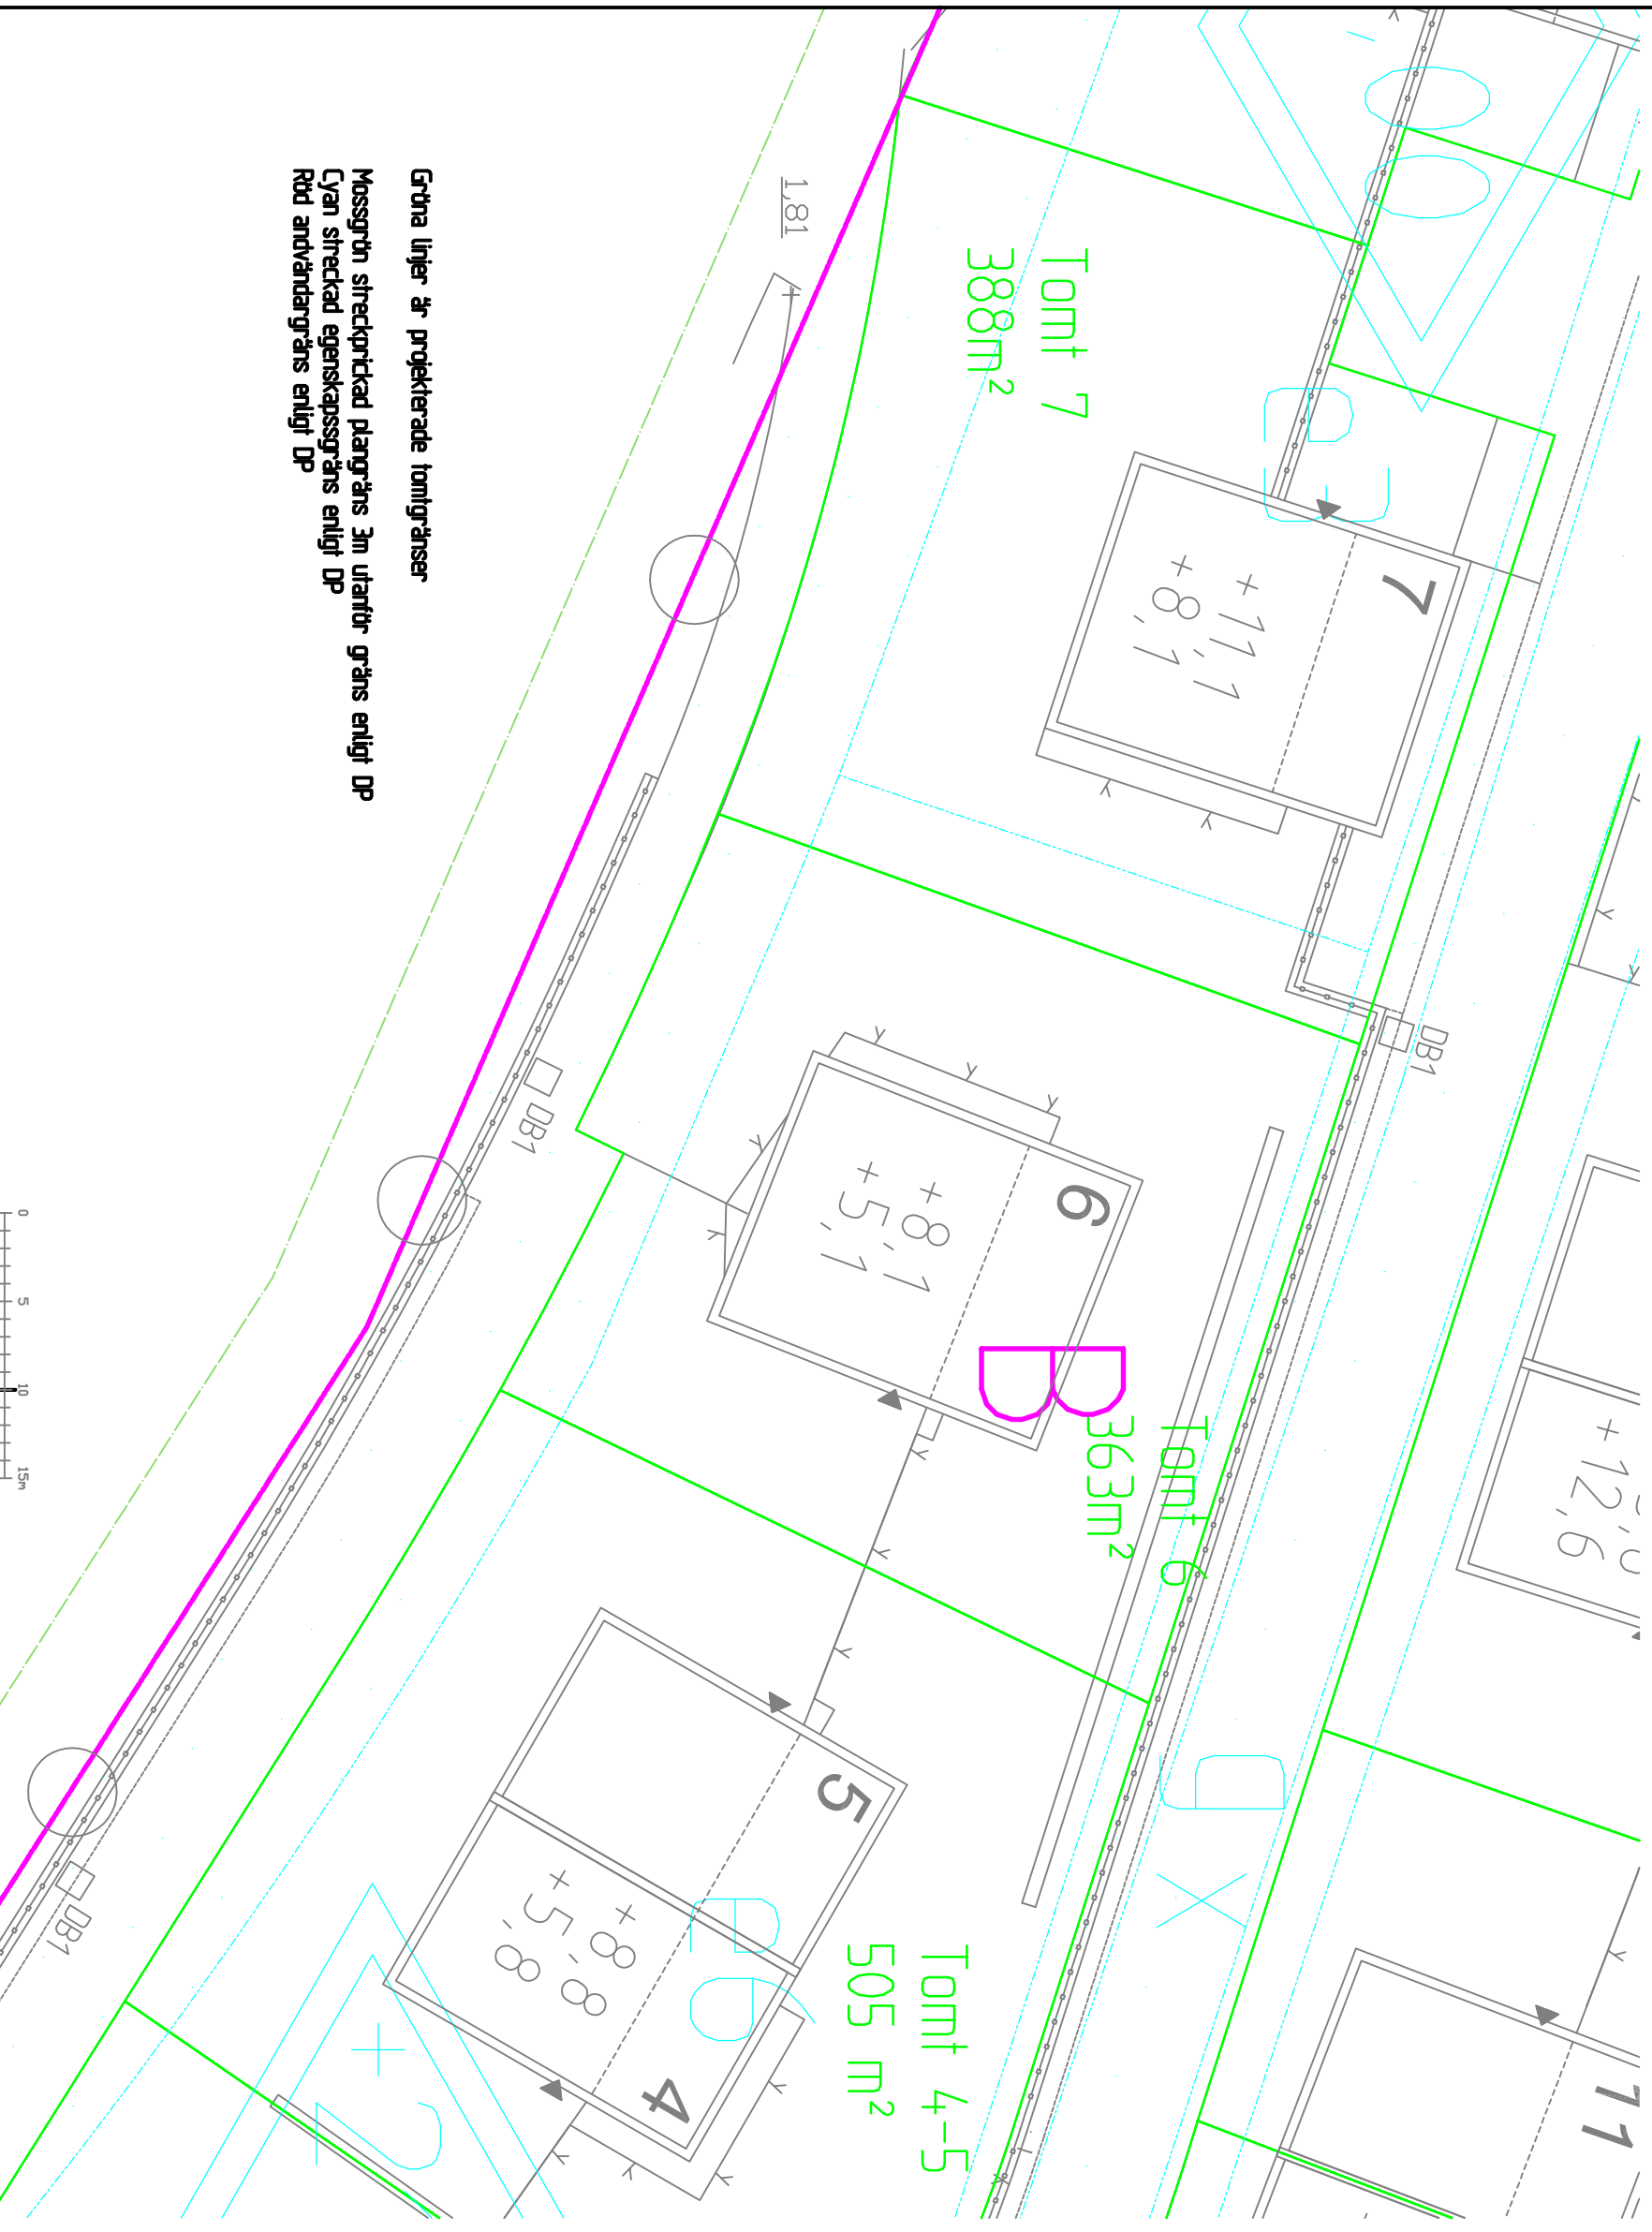 Gröna linjer är projekterade tomtgränser
Mossgrön streckprickad plangräns 3m utanför gräns enligt DP
Cyan streckad egenskapssgräns enligt DP
Röd andvändargräns enligt DP
1,81
Tomt 7
388m²
7
+11,1
+8,1
DB1
6
+8,1
+5,1
DB1
B
Tomt 6
363m²
+12,6
5
+8,8
+5,8
4
Tomt 4-5
505 m²
11
DB1
0 5 10 15m